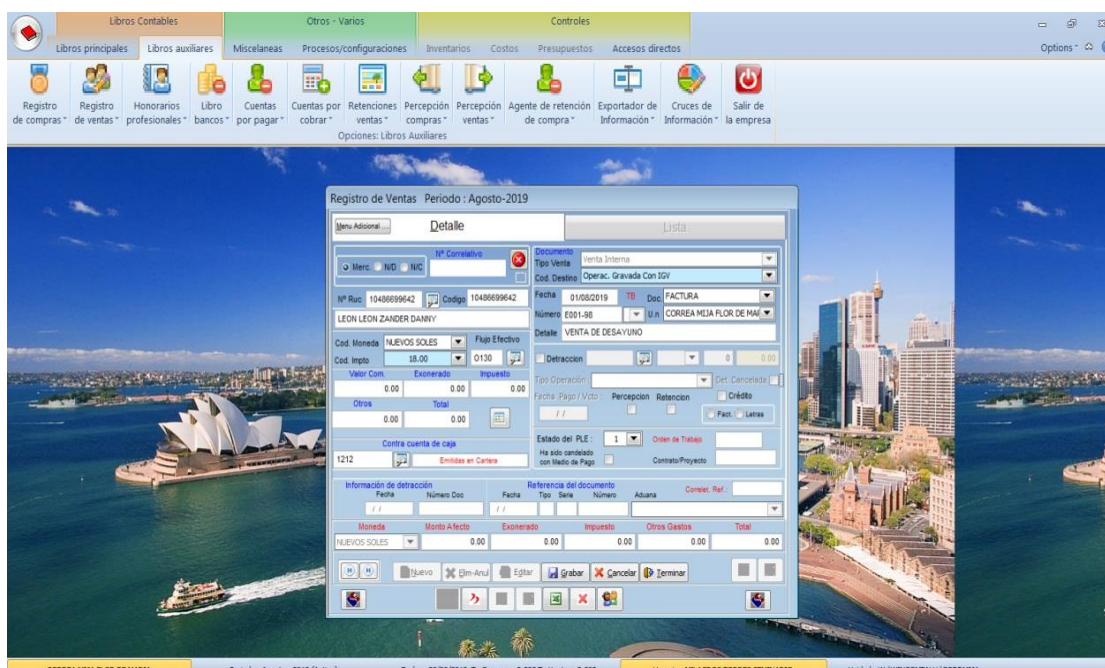 Libros Contables Otros - Varios Controles
Libros principales Libros auxiliares Miscelaneas Procesos/configuraciones Inventarios Costos Presupuestos Accesos directos Options
Registro de compras Registro de ventas Honorarios profesionales Libro bancos Cuentas por pagar Cuentas por cobrar Retenciones ventas Percepción compras Percepción ventas Agente de retención de compra Exportador de Información Cruces de Información Salir de la empresa
Opciones: Libros Auxiliares
Registro de Ventas Periodo : Agosto-2019
Menu Adicional .... Detalle Lista
Nº Correlativo
Merc. N/D N/C
Nº Ruc 10486699642 Codigo 10486699642
LEON LEON ZANDER DANNY
Cod. Moneda NUEVOS SOLES Flujo Efectivo
Cod. Impto 18.00 0130
Valor Com. Exonerado Impuesto
0.00 0.00 0.00
Otros Total
0.00 0.00
Contra cuenta de caja
1212 Emitidas en Cartera
Documento
Tipo Venta Venta Interna
Cod. Destino Operac. Gravada Con IGV
Fecha 01/08/2019 TB Doc. FACTURA
Número E001-98 U.n CORREA MIJA FLOR DE MAI
Detalle VENTA DE DESAYUNO
Detraccion 0 0.00
Tipo Operación Det. Cancelada
Fecha Pago / Vcto : Percepcion Retencion Crédito
/ / Fact. Letras
Estado del PLE : 1 Orden de Trabajo
Ha sido candelado con Medio de Pago Contrato/Proyecto
Información de detracción Referencia del documento Correlet. Ref.:
Fecha Número Doc Fecha Tipo Serie Número Aduana
/ / / /
Moneda Monto Afecto Exonerado Impuesto Otros Gastos Total
NUEVOS SOLES 0.00 0.00 0.00 0.00 0.00
Nuevo Elim-Anul Editar Grabar Cancelar Terminar